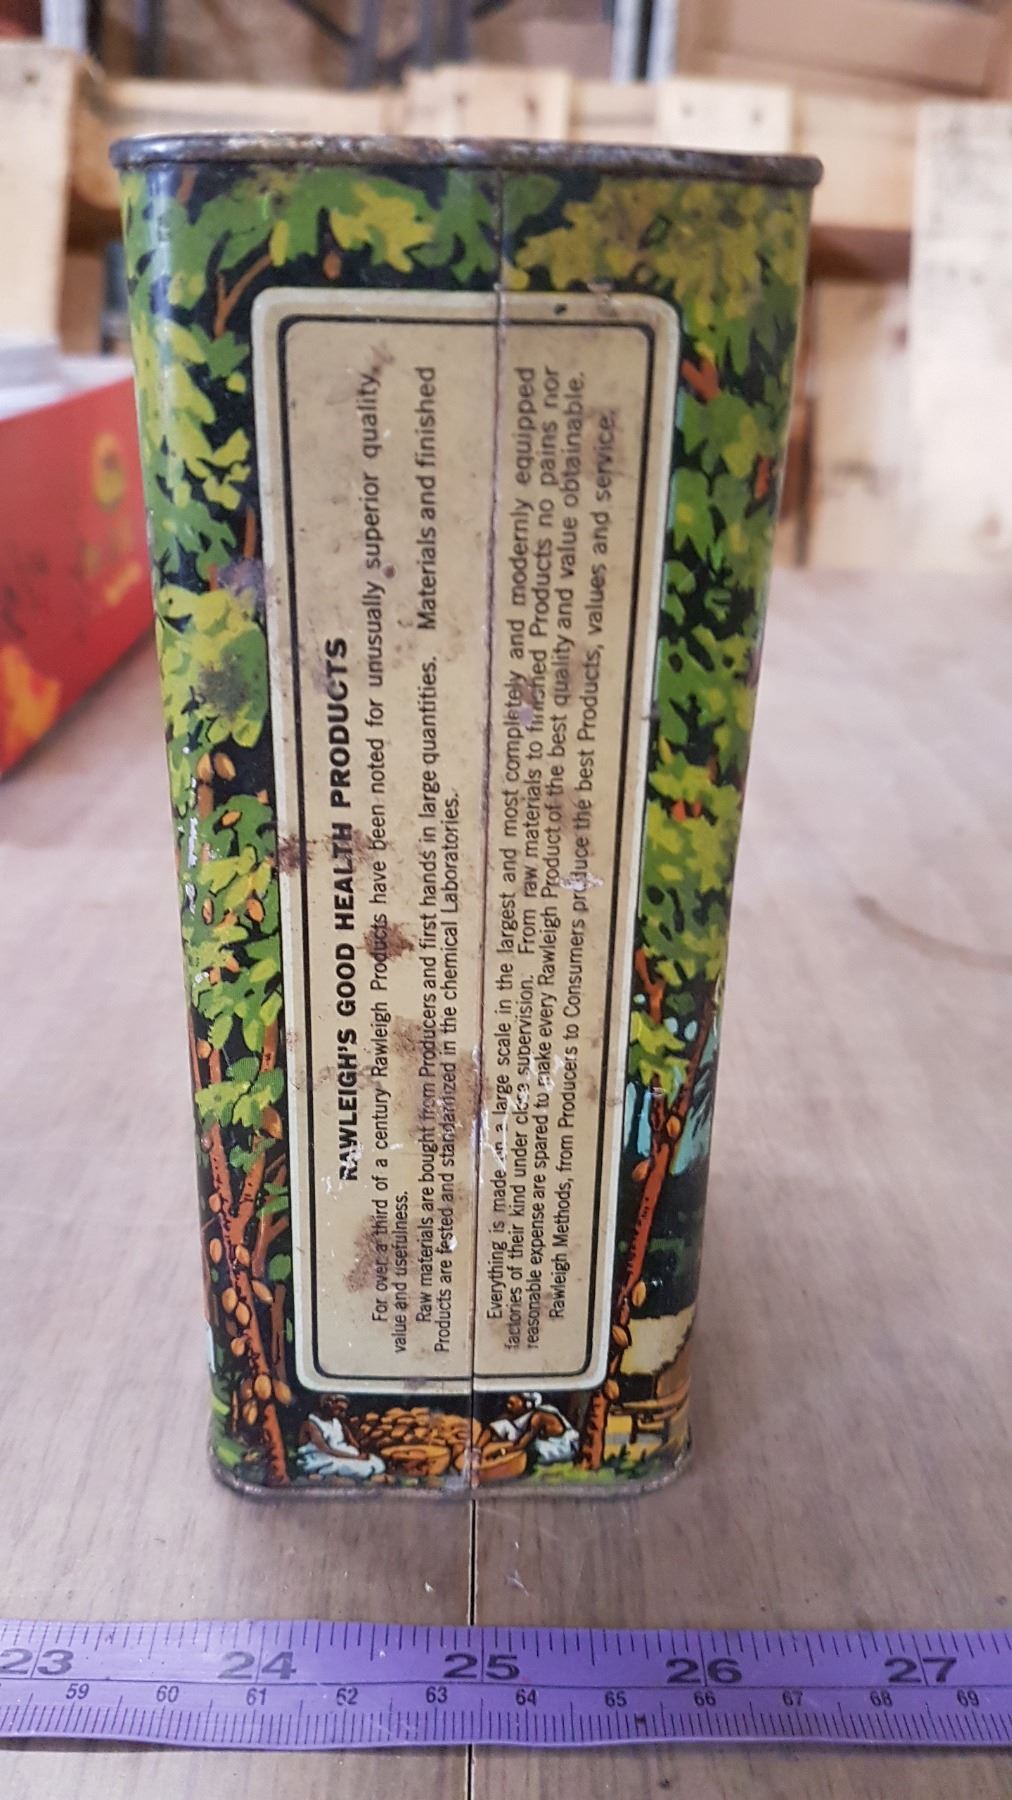 RAWLEIGH'S GOOD HEALTH PRODUCTS
For over a third of a century Rawleigh Products have been noted for unusually superior quality,
value and usefulness.
Raw materials are bought from Producers and first hands in large quantities. Materials and finished
Products are tested and standardized in the chemical Laboratories.
Everything is made on a large scale in the largest and most completely and modernly equipped
factories of their kind under close supervision. From raw materials to finished Products no pains nor
reasonable expense are spared to make every Rawleigh Product of the best quality and value obtainable.
Rawleigh Methods, from Producers to Consumers produce the best Products, values and service.
23 24 25 26 27
59 60 61 62 63 64 65 66 67 68 69